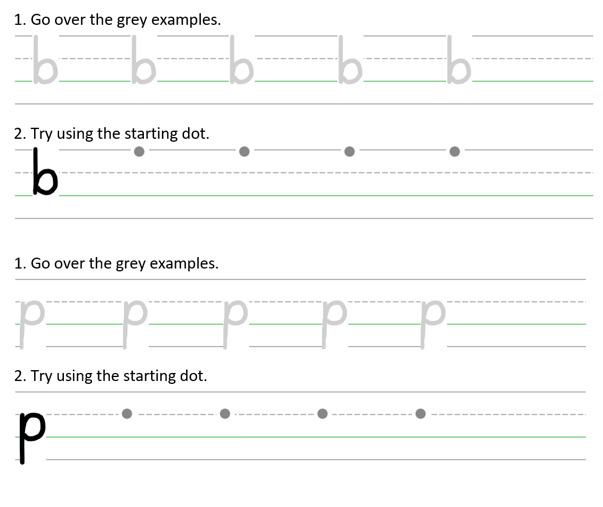 1. Go over the grey examples.
b b b b b
2. Try using the starting dot.
b
1. Go over the grey examples.
p p p p p
2. Try using the starting dot.
p